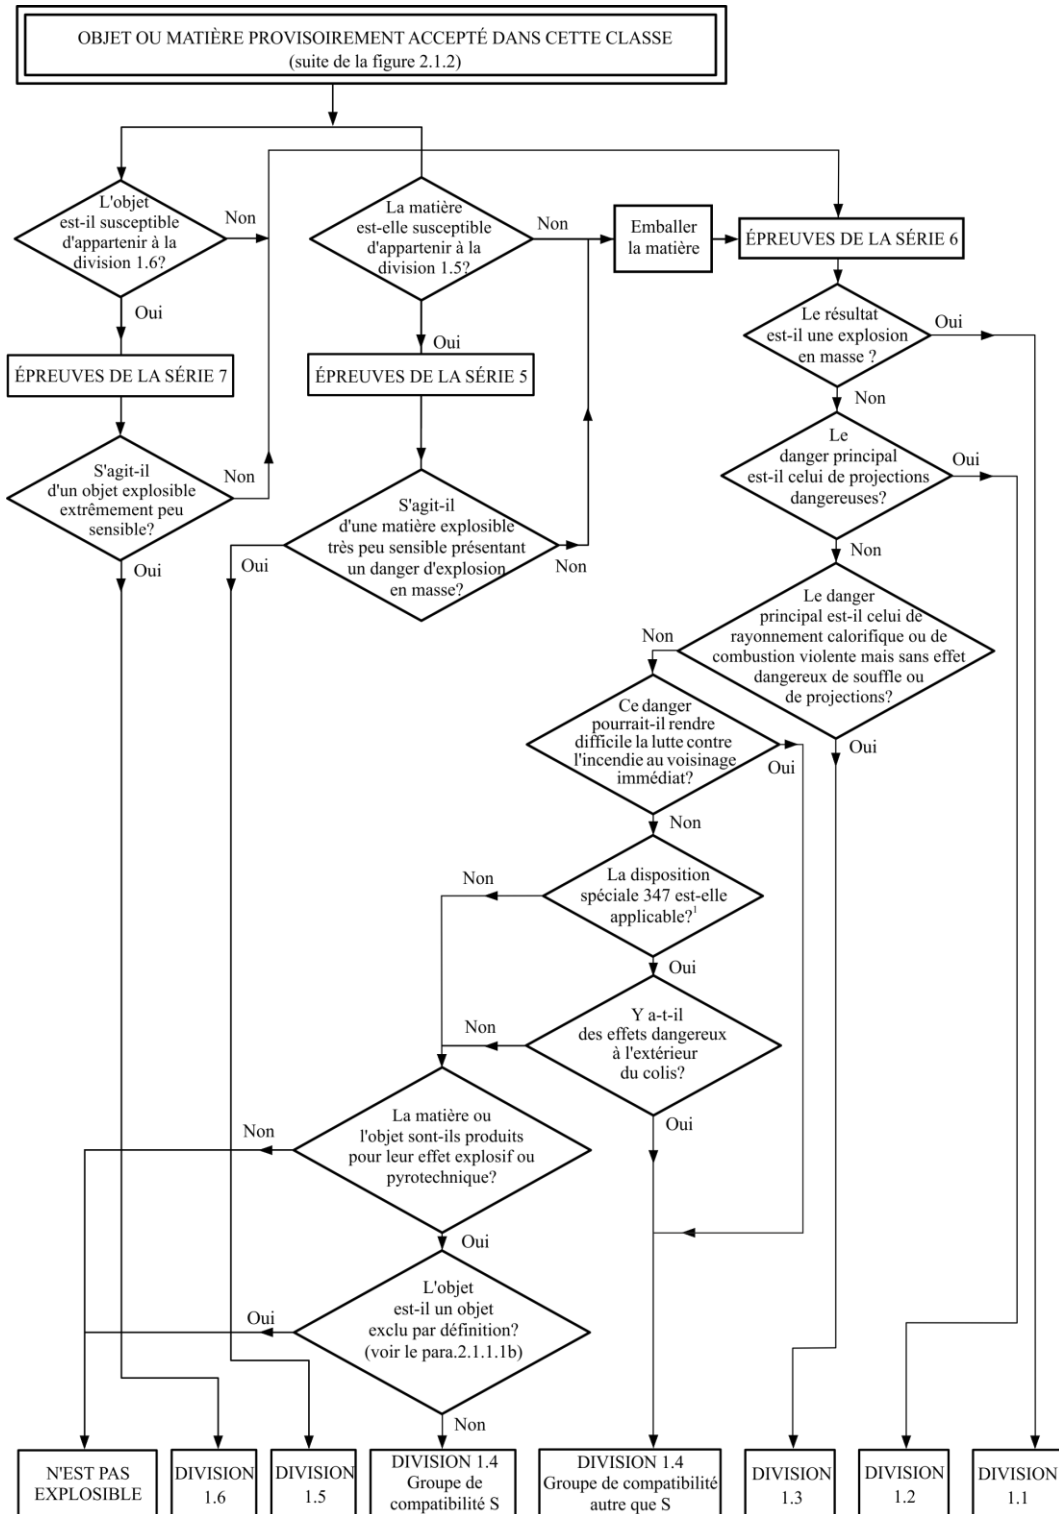 OBJET OU MATIÈRE PROVISOIREMENT ACCEPTÉ DANS CETTE CLASSE
(suite de la figure 2.1.2)
L'objet
est-il susceptible
d'appartenir à la
division 1.6?
Non
Oui
La matière
est-elle susceptible
d'appartenir à la
division 1.5?
Non
Oui
Emballer
la matière
ÉPREUVES DE LA SÉRIE 6
Le résultat
est-il une explosion
en masse ?
Oui
Non
ÉPREUVES DE LA SÉRIE 7
ÉPREUVES DE LA SÉRIE 5
Le
danger principal
est-il celui de projections
dangereuses?
Oui
Non
S'agit-il
d'un objet explosible
extrêmement peu
sensible?
Non
Oui
S'agit-il
d'une matière explosible
très peu sensible présentant
un danger d'explosion
en masse?
Oui
Non
Le danger
principal est-il celui de
rayonnement calorifique ou de
combustion violente mais sans effet
dangereux de souffle ou
de projections?
Non
Oui
Ce danger
pourrait-il rendre
difficile la lutte contre
l'incendie au voisinage
immédiat?
Oui
Non
La disposition
spéciale 347 est-elle
applicable?¹
Non
Oui
Y a-t-il
des effets dangereux
à l'extérieur
du colis?
Non
Oui
La matière ou
l'objet sont-ils produits
pour leur effet explosif ou
pyrotechnique?
Non
Oui
L'objet
est-il un objet
exclu par définition?
(voir le para.2.1.1.1b)
Oui
Non
N'EST PAS
EXPLOSIBLE
DIVISION
1.6
DIVISION
1.5
DIVISION 1.4
Groupe de
compatibilité S
DIVISION 1.4
Groupe de compatibilité
autre que S
DIVISION
1.3
DIVISION
1.2
DIVISION
1.1